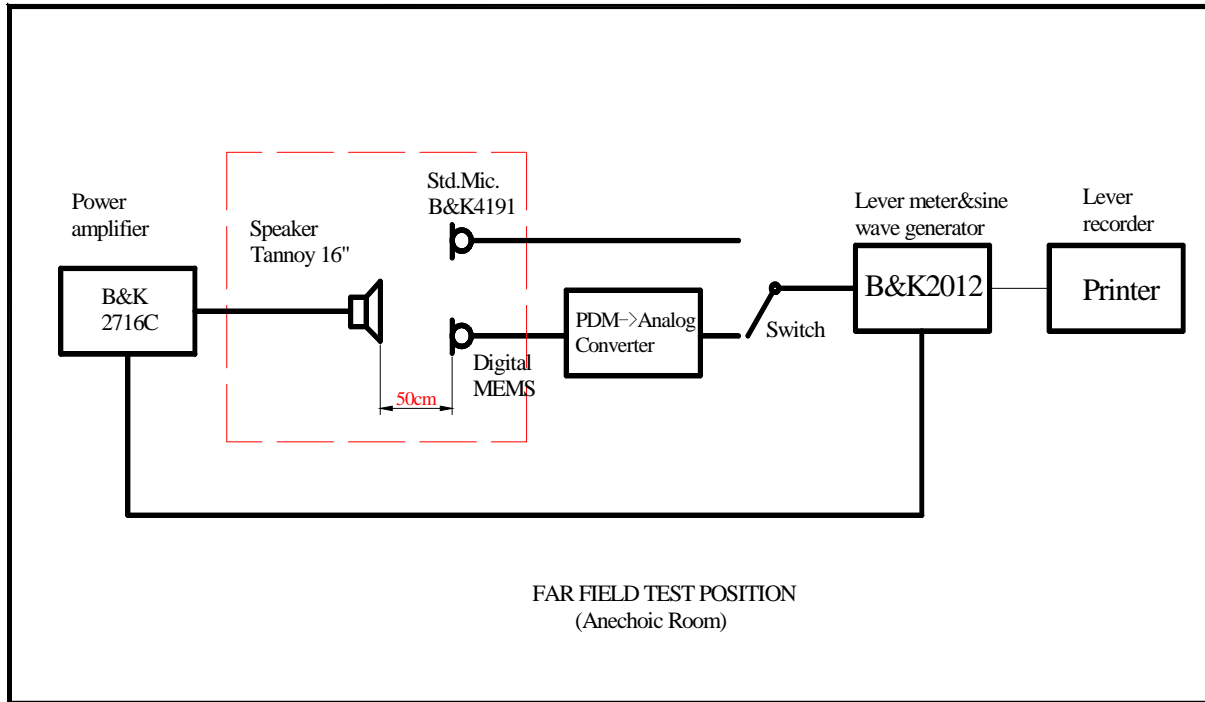 Power
amplifier
B&K
2716C
Speaker
Tannoy 16"
Std.Mic.
B&K4191
50cm
Digital
MEMS
PDM->Analog
Converter
Switch
Lever meter&sine
wave generator
B&K2012
Lever
recorder
Printer
FAR FIELD TEST POSITION
(Anechoic Room)